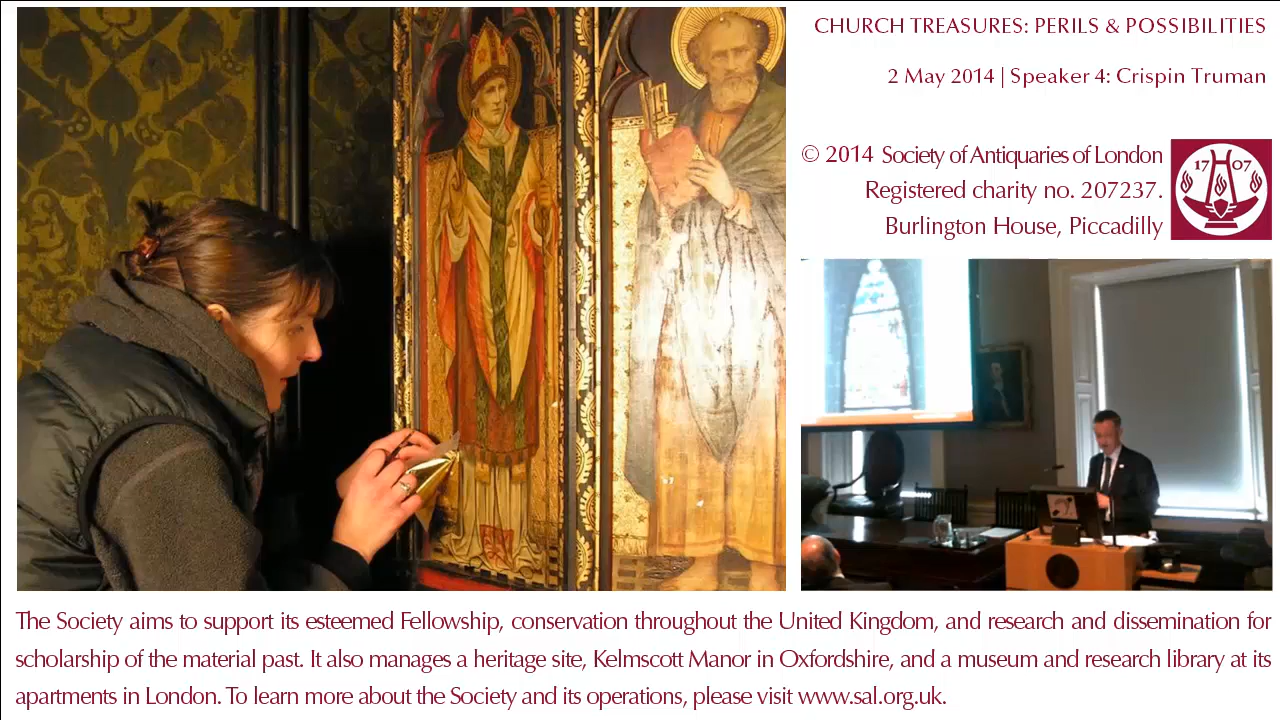 CHURCH TREASURES: PERILS & POSSIBILITIES
2 May 2014 | Speaker 4: Crispin Truman
© 2014 Society of Antiquaries of London
Registered charity no. 207237.
Burlington House, Piccadilly
17 07
The Society aims to support its esteemed Fellowship, conservation throughout the United Kingdom, and research and dissemination for
scholarship of the material past. It also manages a heritage site, Kelmscott Manor in Oxfordshire, and a museum and research library at its
apartments in London. To learn more about the Society and its operations, please visit www.sal.org.uk.